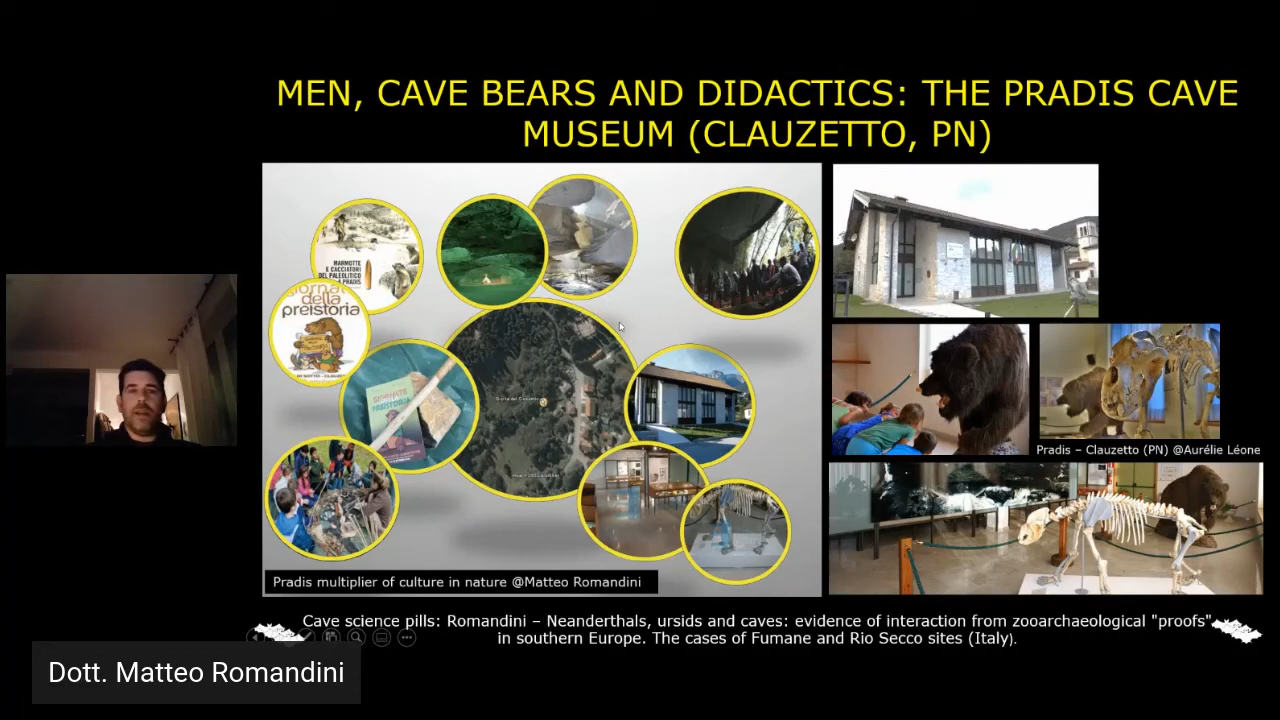 MEN, CAVE BEARS AND DIDACTICS: THE PRADIS CAVE
MUSEUM (CLAUZETTO, PN)
MARMOTTE
E CACCIATORI
DEL PALEOLITICO
A PRADIS
giornata
della
preistoria
GIORNATE
PREISTORIA
Pradis – Clauzetto (PN) @Aurélie Léone
Pradis multiplier of culture in nature @Matteo Romandini
Cave science pills: Romandini – Neanderthals, ursids and caves: evidence of interaction from zooarchaeological "proofs"
in southern Europe. The cases of Fumane and Rio Secco sites (Italy).
Dott. Matteo Romandini